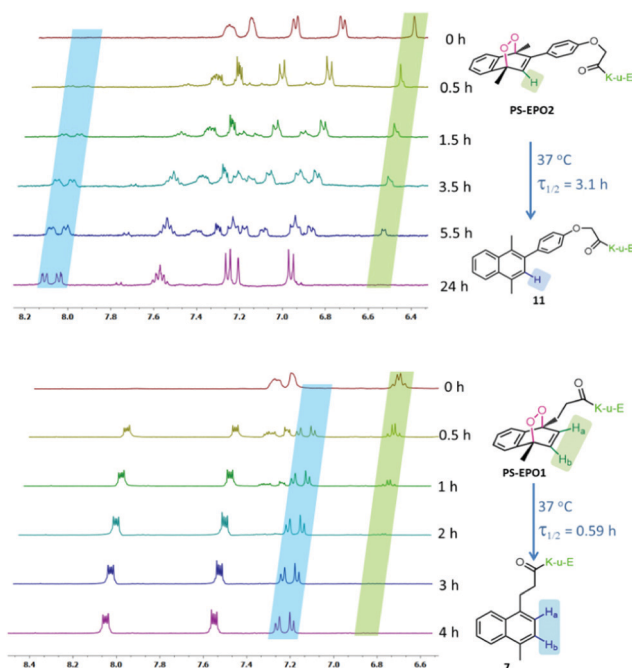 0 h
0.5 h
1.5 h
3.5 h
5.5 h
24 h
8.0 7.8 7.6 7.4 7.2 7.0 6.8 6.6 6.4
O
O
H
O
O
K-u-E
PS-EPO2
37 °C
τ1/2 = 3.1 h
O
O
K-u-E
H
11
0 h
0.5 h
1 h
2 h
3 h
4 h
8.4 8.2 8.0 7.8 7.6 7.4 7.2 7.0 6.8 6.6
O
K-u-E
O
O
Ha
Hb
PS-EPO1
37 °C
τ1/2 = 0.59 h
K-u-E
O
Ha
Hb
7